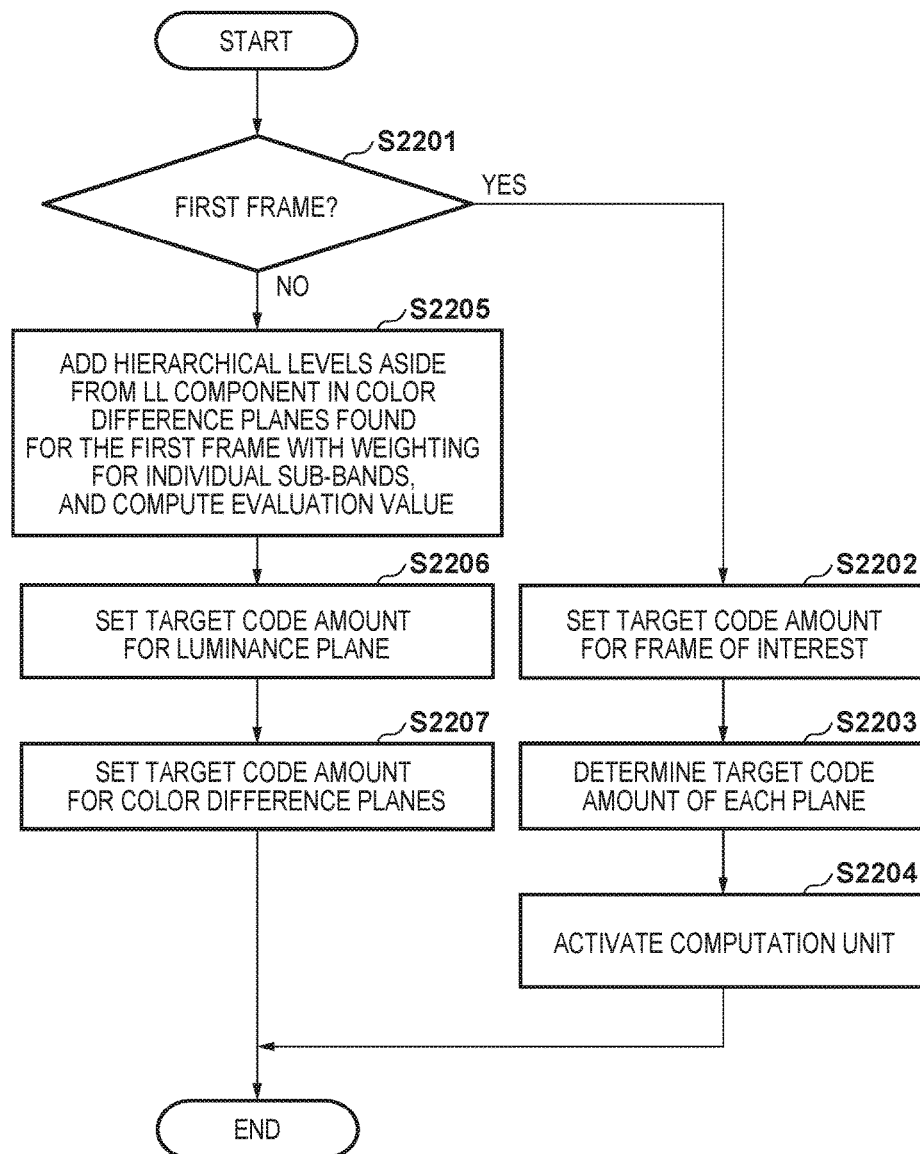 START
S2201
FIRST FRAME?
YES
NO
S2205
ADD HIERARCHICAL LEVELS ASIDE
FROM LL COMPONENT IN COLOR
DIFFERENCE PLANES FOUND
FOR THE FIRST FRAME WITH WEIGHTING
FOR INDIVIDUAL SUB-BANDS,
AND COMPUTE EVALUATION VALUE
S2206
SET TARGET CODE AMOUNT
FOR LUMINANCE PLANE
S2207
SET TARGET CODE AMOUNT
FOR COLOR DIFFERENCE PLANES
S2202
SET TARGET CODE AMOUNT
FOR FRAME OF INTEREST
S2203
DETERMINE TARGET CODE
AMOUNT OF EACH PLANE
S2204
ACTIVATE COMPUTATION UNIT
END